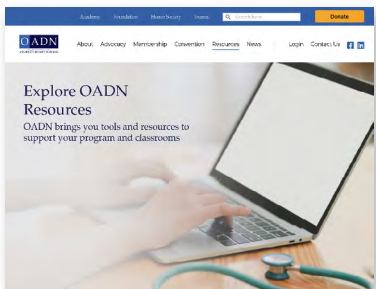 Academy Foundation Honor Society Journal Donate
OADN
About Advocacy Membership Convention Resources News Login Contact Us
Explore OADN
Resources
OADN brings you tools and resources to
support your program and classrooms